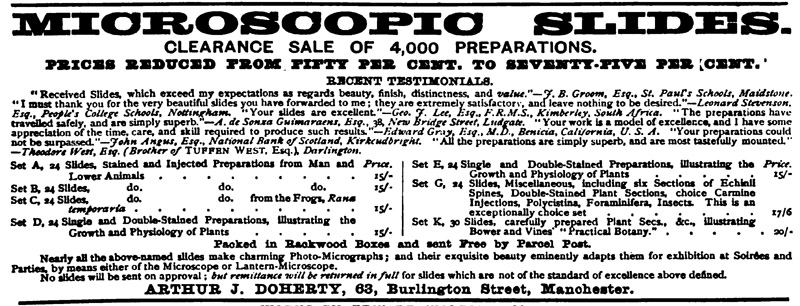 MICROSCOPIC SLIDES.
CLEARANCE SALE OF 4,000 PREPARATIONS.
PRICES REDUCED FROM FIFTY PER CENT. TO SEVENTY-FIVE PER CENT.
RECENT TESTIMONIALS.
"Received Slides, which exceed my expectations as regards beauty, finish, distinctness, and value."—J. B. Groom, Esq., St. Paul's Schools, Maidstone.
"I must thank you for the very beautiful slides you have forwarded to me; they are extremely satisfactory, and leave nothing to be desired."—Leonard Stevenson,
Esq., People's College Schools, Nottingham. "Your slides are excellent."—Geo. F. Lee, Esq., F.R.M.S., Kimberley, South Africa. "The preparations have
travelled safely, and are simply superb."—A. de Sonsa Guimaraens, Esq., 38, New Bridge Street, Ludgate. "Your work is a model of excellence, and I have some
appreciation of the time, care, and skill required to produce such results."—Edward Gray, Esq., M.D., Benicia, California, U. S. A. "Your preparations could
not be surpassed."—John Angus, Esq., National Bank of Scotland, Kirkcudbright. "All the preparations are simply superb, and are most tastefully mounted."
—Theodore West, Esq. (Brother of TUFFEN WEST, Esq.), Darlington.
Set A, 24 Slides, Stained and Injected Preparations from Man and Price.
Lower Animals . . . . . . . . 15/-
Set B, 24 Slides, do. do. do. 15/-
Set C, 24 Slides, do. do. from the Frogs, Rana
temporaria . . . . . . . . 15/-
Set D, 24 Single and Double-Stained Preparations, illustrating the
Growth and Physiology of Plants . . . . . 15/-
Set E, 24 Single and Double-Stained Preparations, illustrating the Price.
Growth and Physiology of Plants . . . . . 15/-
Set G, 24 Slides, Miscellaneous, including six Sections of Echinii
Spines, Double-Stained Plant Sections, choice Carmine
Injections, Polycistina, Foraminifera, Insects. This is an
exceptionally choice set . . . . . . 17/6
Set K, 30 Slides, carefully prepared Plant Secs., &c., illustrating
Bower and Vines' "Practical Botany." . . . . 20/-
Packed in Rackwood Boxes and sent Free by Parcel Post.
Nearly all the above-named slides make charming Photo-Micrographs; and their exquisite beauty eminently adapts them for exhibition at Soirées and
Parties, by means either of the Microscope or Lantern-Microscope.
No slides will be sent on approval; but remittance will be returned in full for slides which are not of the standard of excellence above defined.
ARTHUR J. DOHERTY, 63, Burlington Street, Manchester.